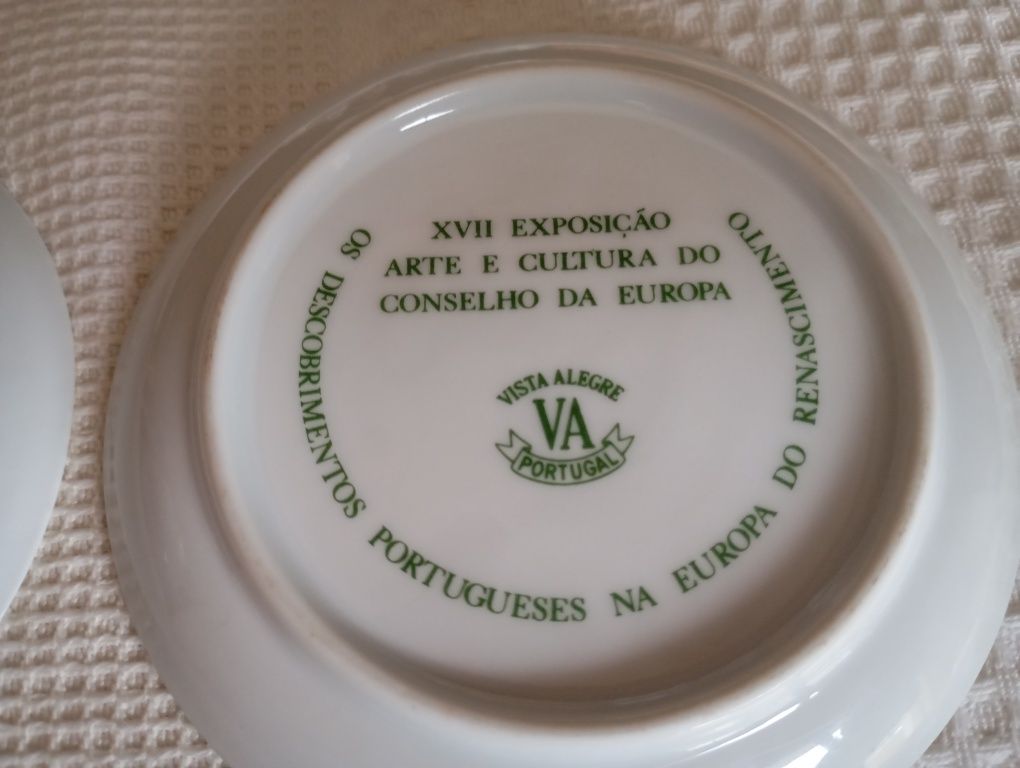 XVII EXPOSIÇÃO
ARTE E CULTURA DO
CONSELHO DA EUROPA
OS DESCOBRIMENTOS PORTUGUESES NA EUROPA DO RENASCIMENTO
VISTA ALEGRE
VA
PORTUGAL